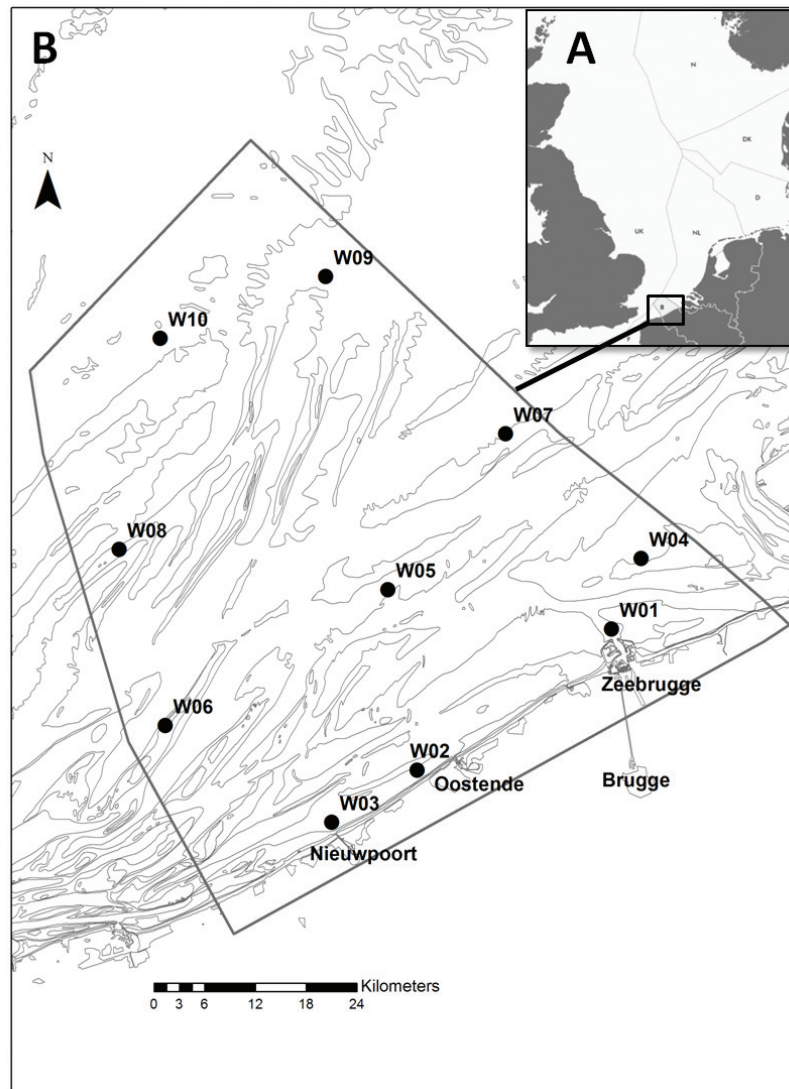 B
A
N
N
DK
D
UK
NL
B
F
W09
W10
W07
W08
W04
W05
W01
Zeebrugge
W06
W02
Oostende
Brugge
W03
Nieuwpoort
Kilometers
0 3 6 12 18 24